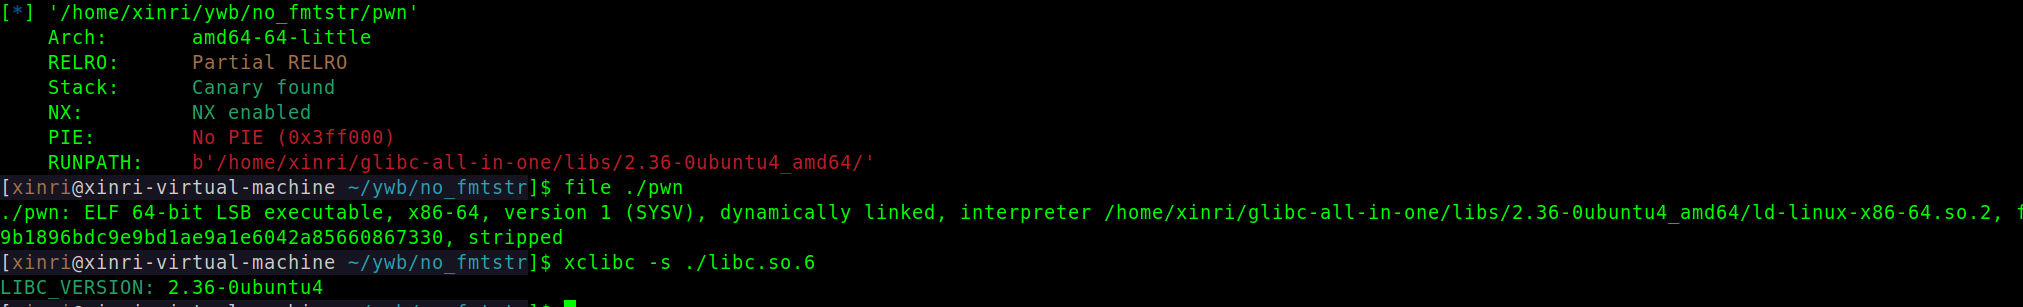 [*] '/home/xinri/ywb/no_fmtstr/pwn'
    Arch:       amd64-64-little
    RELRO:      Partial RELRO
    Stack:      Canary found
    NX:         NX enabled
    PIE:        No PIE (0x3ff000)
    RUNPATH:    b'/home/xinri/glibc-all-in-one/libs/2.36-0ubuntu4_amd64/'
[xinri@xinri-virtual-machine ~/ywb/no_fmtstr]$ file ./pwn
./pwn: ELF 64-bit LSB executable, x86-64, version 1 (SYSV), dynamically linked, interpreter /home/xinri/glibc-all-in-one/libs/2.36-0ubuntu4_amd64/ld-linux-x86-64.so.2, f
9b1896bdc9e9bd1ae9a1e6042a85660867330, stripped
[xinri@xinri-virtual-machine ~/ywb/no_fmtstr]$ xclibc -s ./libc.so.6
LIBC_VERSION: 2.36-0ubuntu4